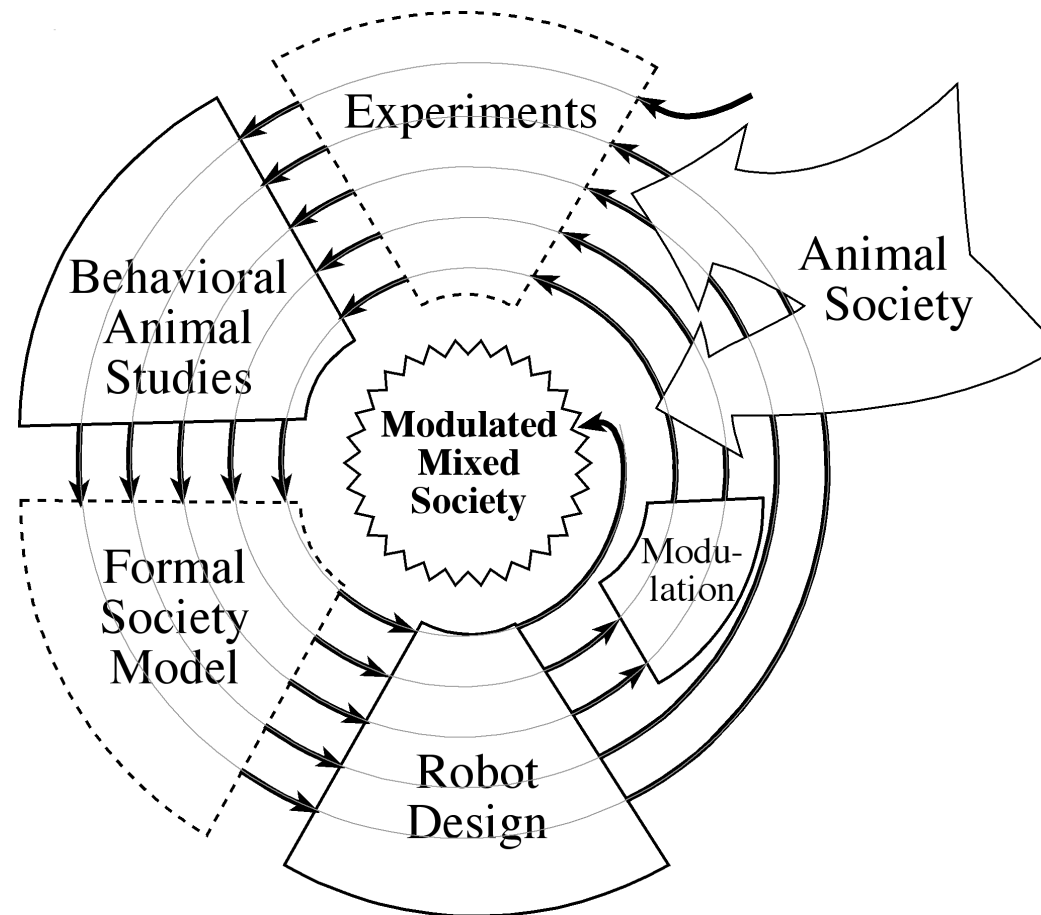 Experiments
Animal
Society
Behavioral
Animal
Studies
Modulated
Mixed
Society
Modu-
lation
Formal
Society
Model
Robot
Design